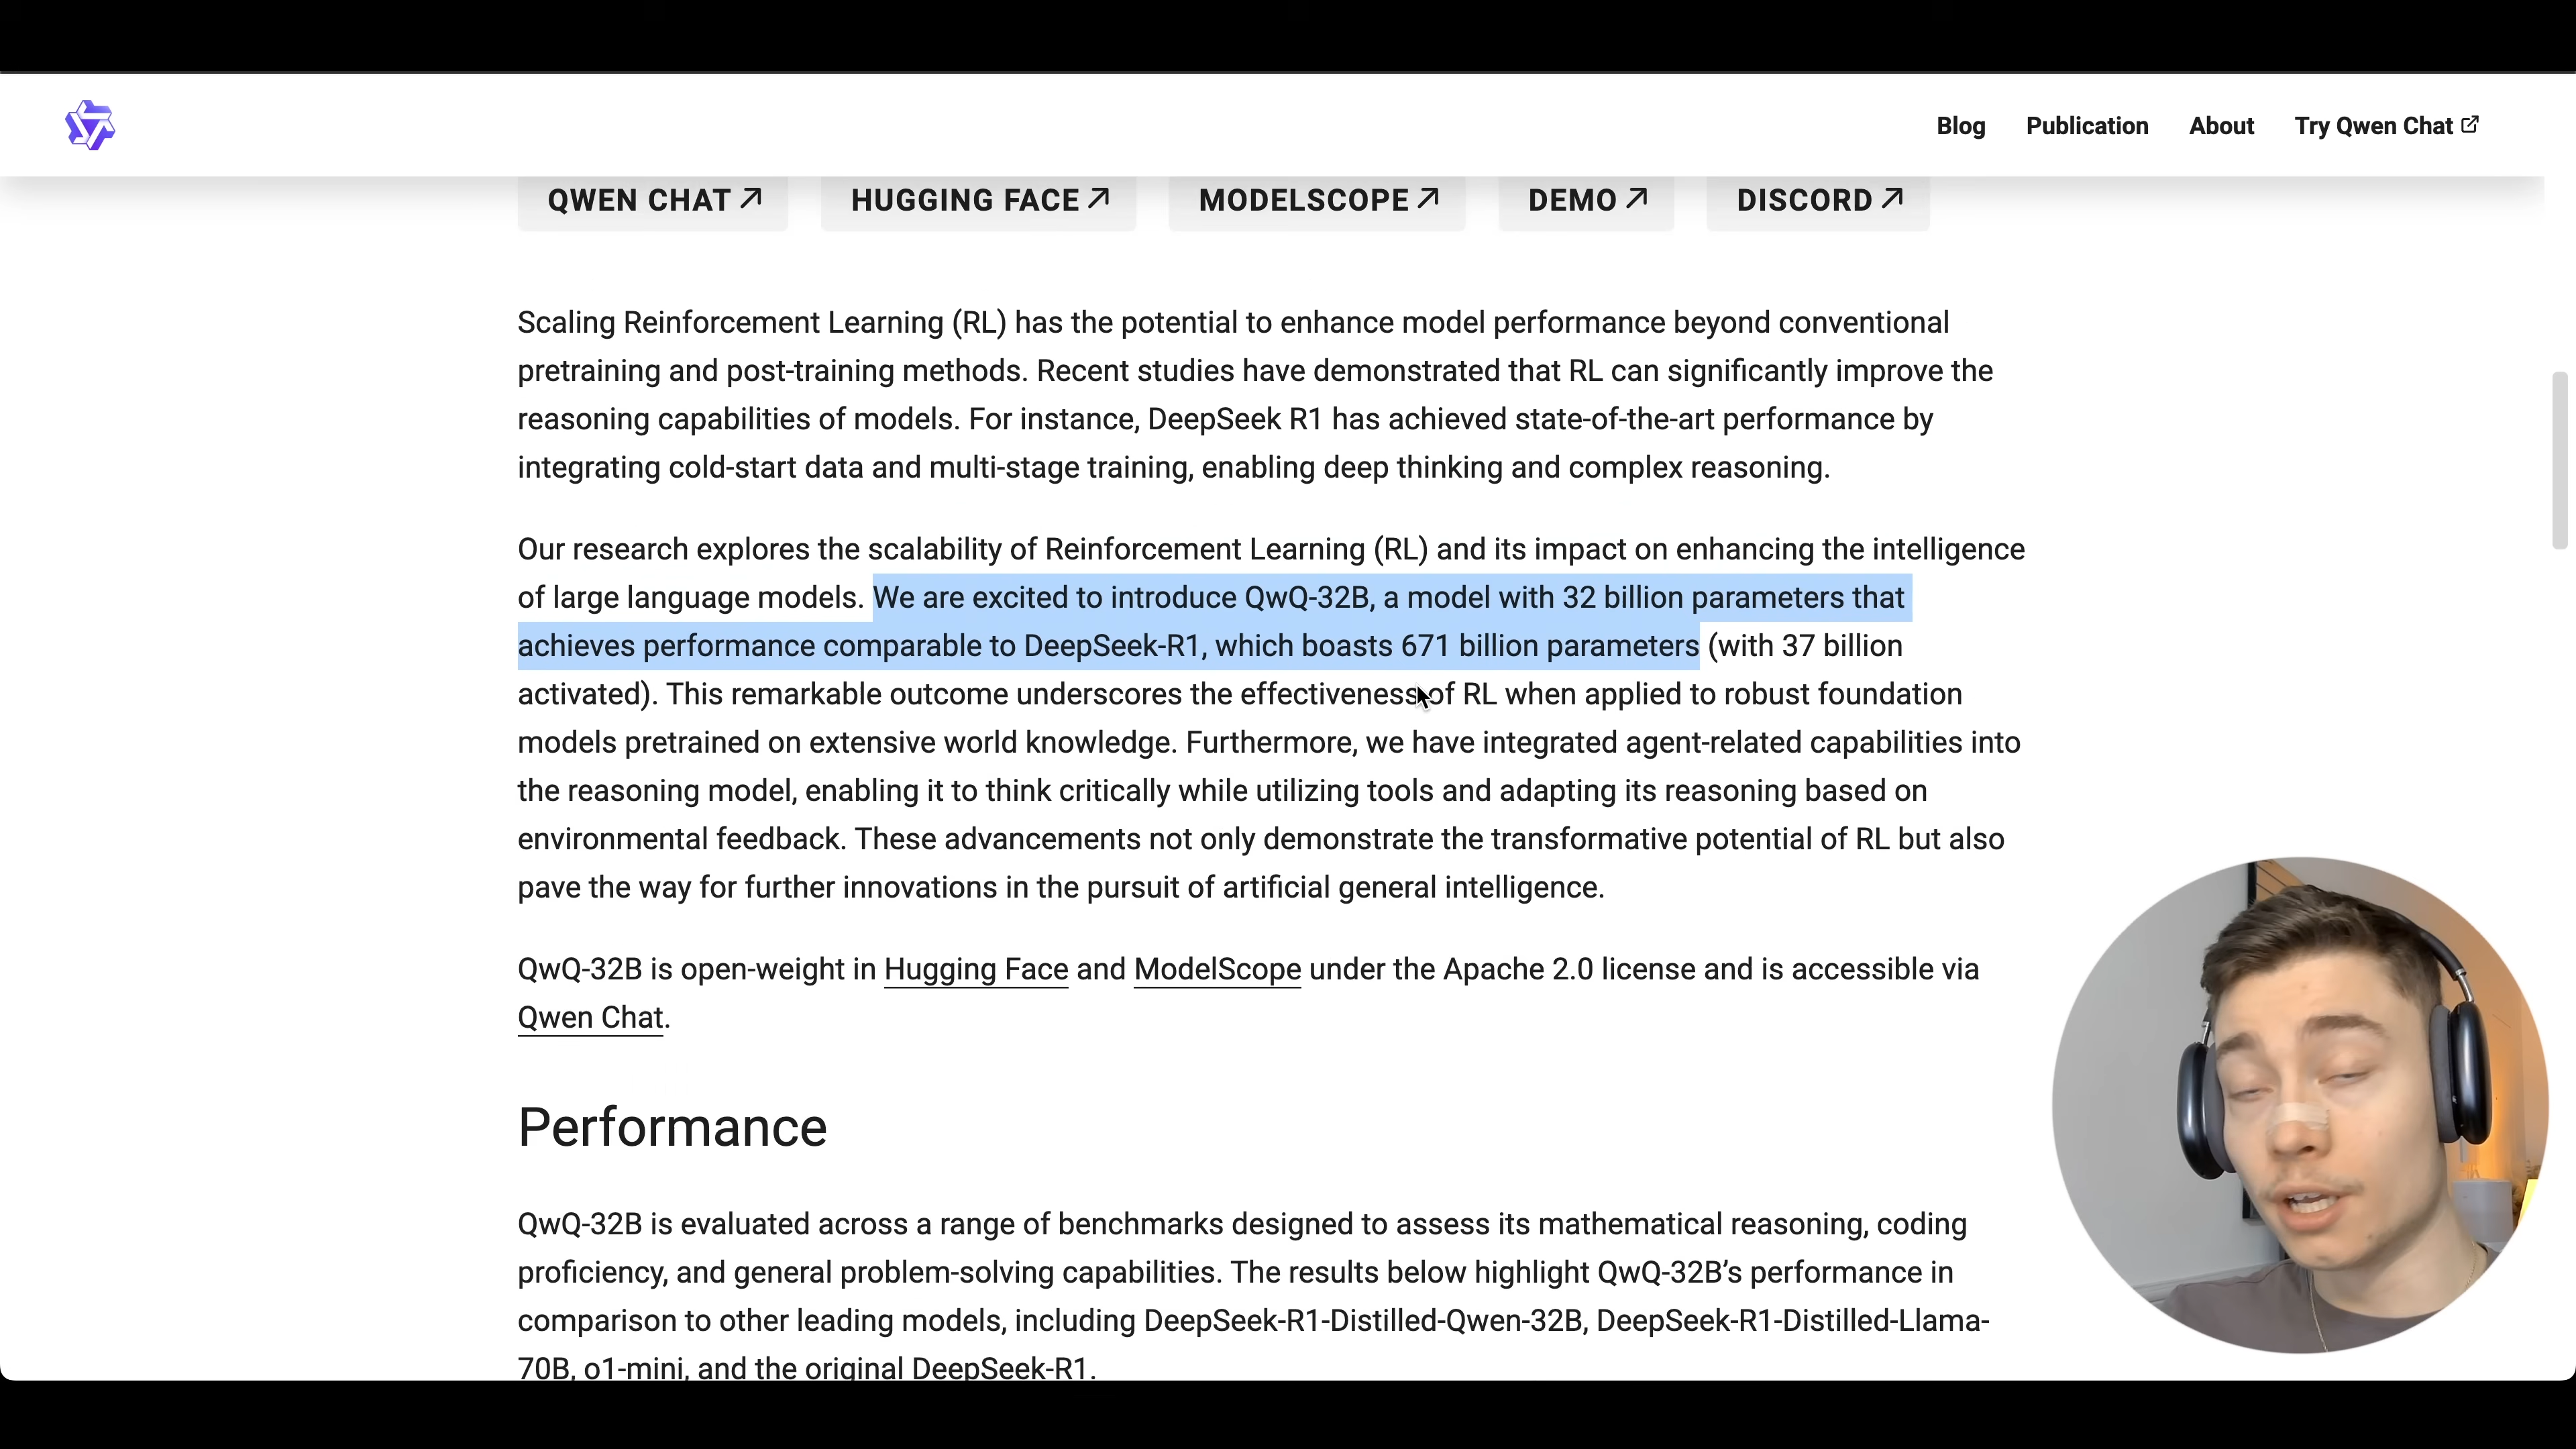 Blog Publication About Try Qwen Chat
QWEN CHAT HUGGING FACE MODELSCOPE DEMO DISCORD
Scaling Reinforcement Learning (RL) has the potential to enhance model performance beyond conventional
pretraining and post-training methods. Recent studies have demonstrated that RL can significantly improve the
reasoning capabilities of models. For instance, DeepSeek R1 has achieved state-of-the-art performance by
integrating cold-start data and multi-stage training, enabling deep thinking and complex reasoning.
Our research explores the scalability of Reinforcement Learning (RL) and its impact on enhancing the intelligence
of large language models. We are excited to introduce QwQ-32B, a model with 32 billion parameters that
achieves performance comparable to DeepSeek-R1, which boasts 671 billion parameters (with 37 billion
activated). This remarkable outcome underscores the effectiveness of RL when applied to robust foundation
models pretrained on extensive world knowledge. Furthermore, we have integrated agent-related capabilities into
the reasoning model, enabling it to think critically while utilizing tools and adapting its reasoning based on
environmental feedback. These advancements not only demonstrate the transformative potential of RL but also
pave the way for further innovations in the pursuit of artificial general intelligence.
QwQ-32B is open-weight in Hugging Face and ModelScope under the Apache 2.0 license and is accessible via
Qwen Chat.
Performance
QwQ-32B is evaluated across a range of benchmarks designed to assess its mathematical reasoning, coding
proficiency, and general problem-solving capabilities. The results below highlight QwQ-32B’s performance in
comparison to other leading models, including DeepSeek-R1-Distilled-Qwen-32B, DeepSeek-R1-Distilled-Llama-
70B, o1-mini, and the original DeepSeek-R1.